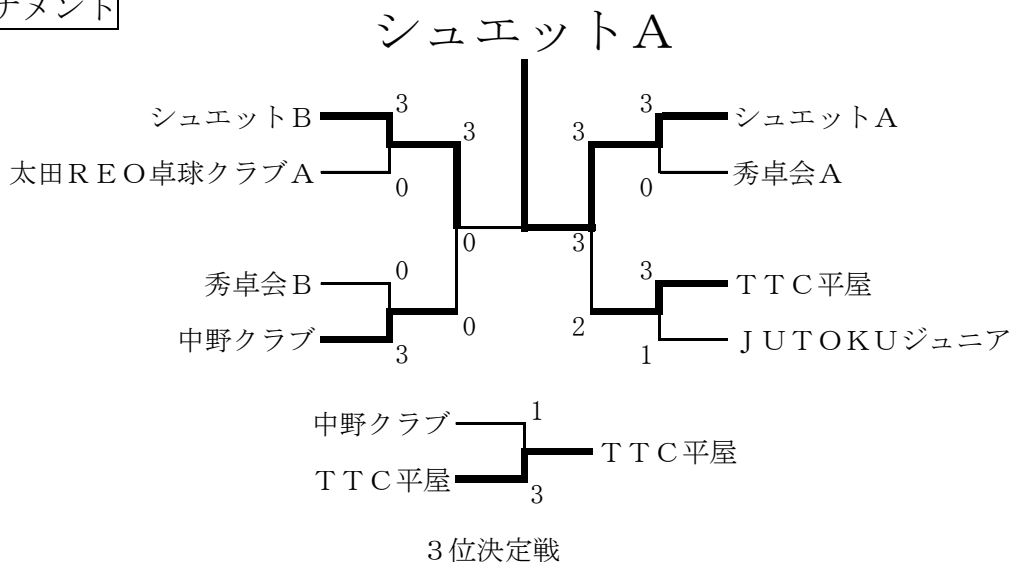 ナメント
シュエットＡ
シュエットＢ
3
3
3
3
シュエットＡ
太田ＲＥＯ卓球クラブＡ
0
0
秀卓会Ａ
0
3
秀卓会Ｂ
0
3
ＴＴＣ平屋
中野クラブ
3
0
2
1
ＪＵＴＯＫＵジュニア
中野クラブ
1
ＴＴＣ平屋
ＴＴＣ平屋
3
３位決定戦